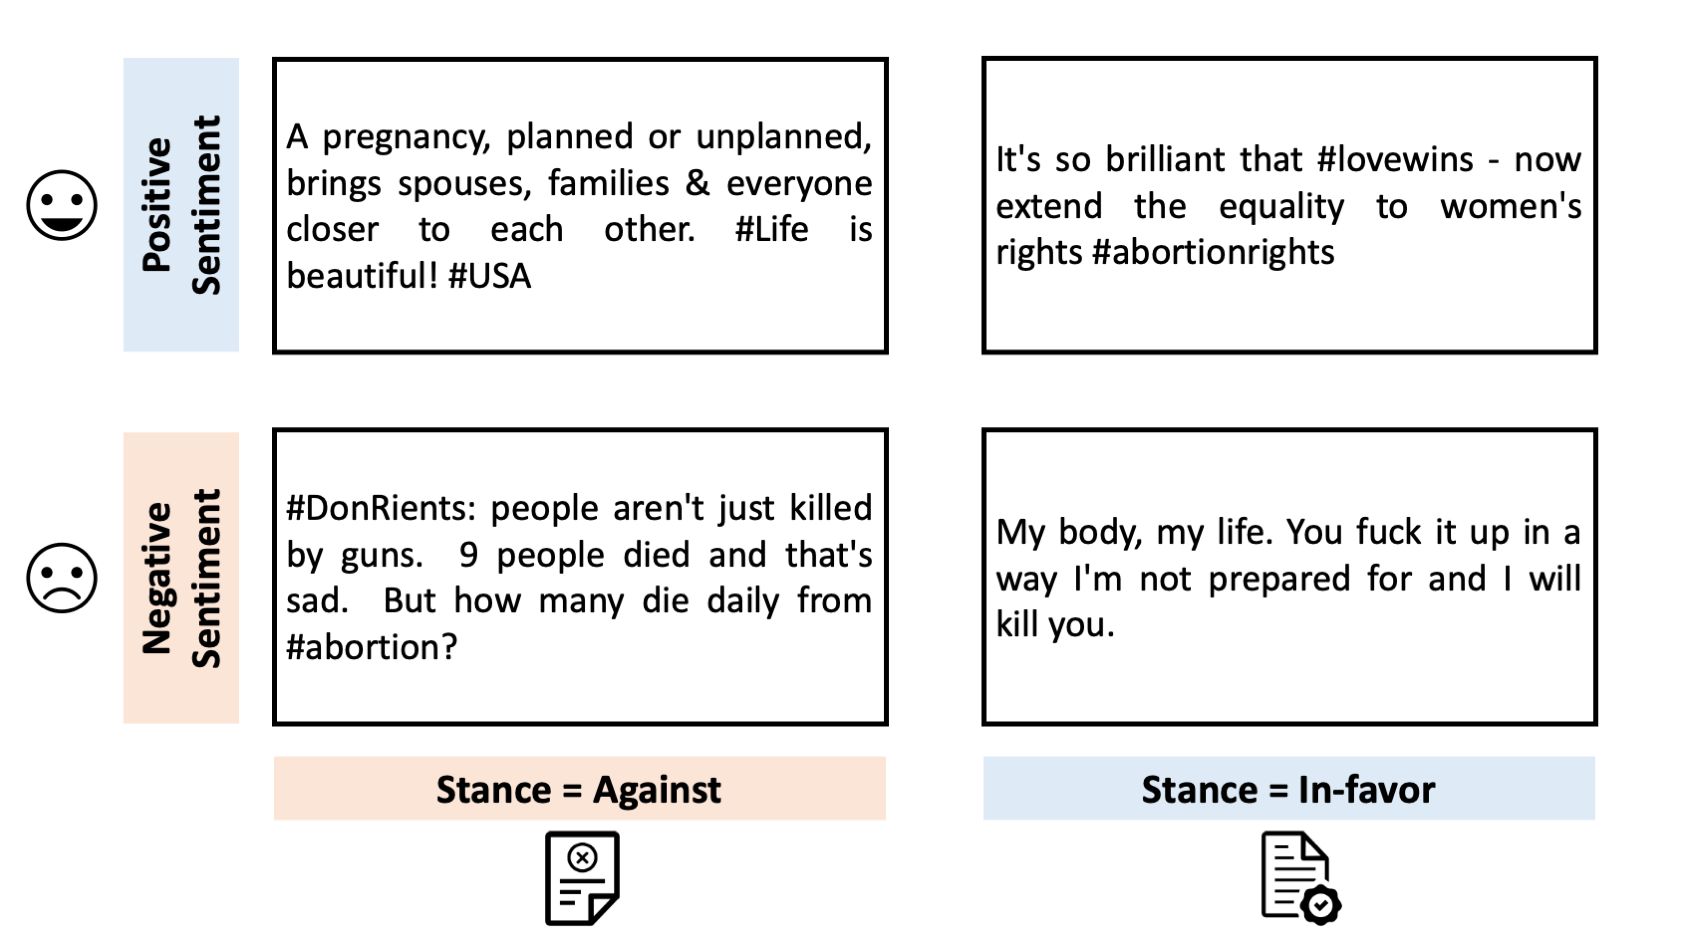 Positive
Sentiment
A pregnancy, planned or unplanned,
brings spouses, families & everyone
closer to each other. #Life is
beautiful! #USA
It's so brilliant that #lovewins - now
extend the equality to women's
rights #abortionrights
Negative
Sentiment
#DonRients: people aren't just killed
by guns.  9 people died and that's
sad.  But how many die daily from
#abortion?
My body, my life. You fuck it up in a
way I'm not prepared for and I will
kill you.
Stance = Against
Stance = In-favor